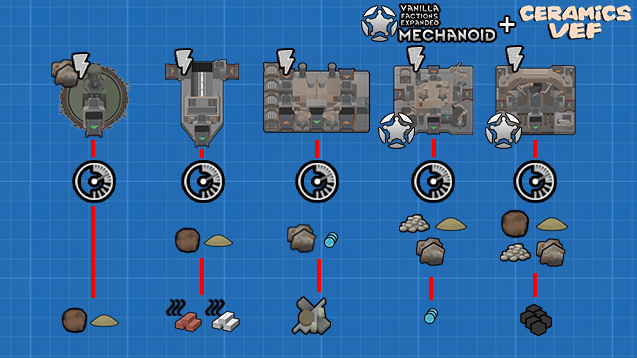 VANILLA
FACTIONS
EXPANDED
MECHANOID
+
CERAMICS
VEF